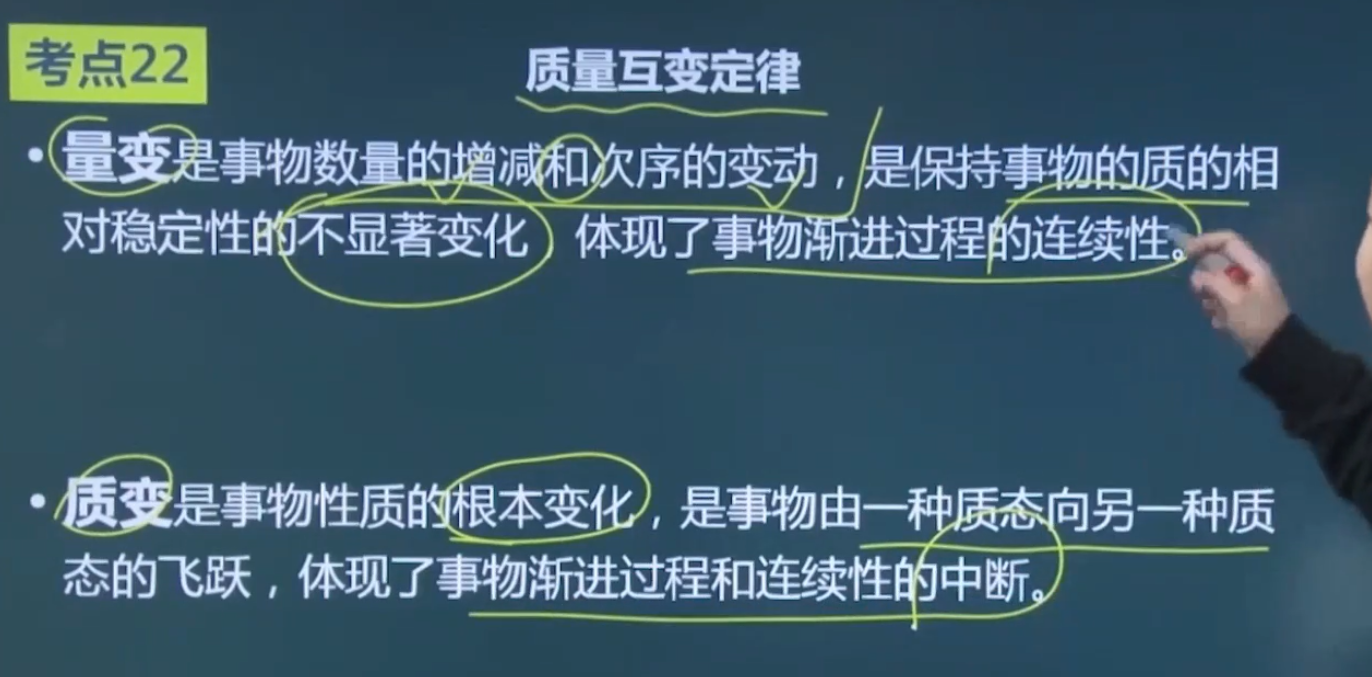 考点22
质量互变定律
• 量变是事物数量的增减和次序的变动，是保持事物的质的相
对稳定性的不显著变化，体现了事物渐进过程的连续性。
• 质变是事物性质的根本变化，是事物由一种质态向另一种质
态的飞跃，体现了事物渐进过程和连续性的中断。